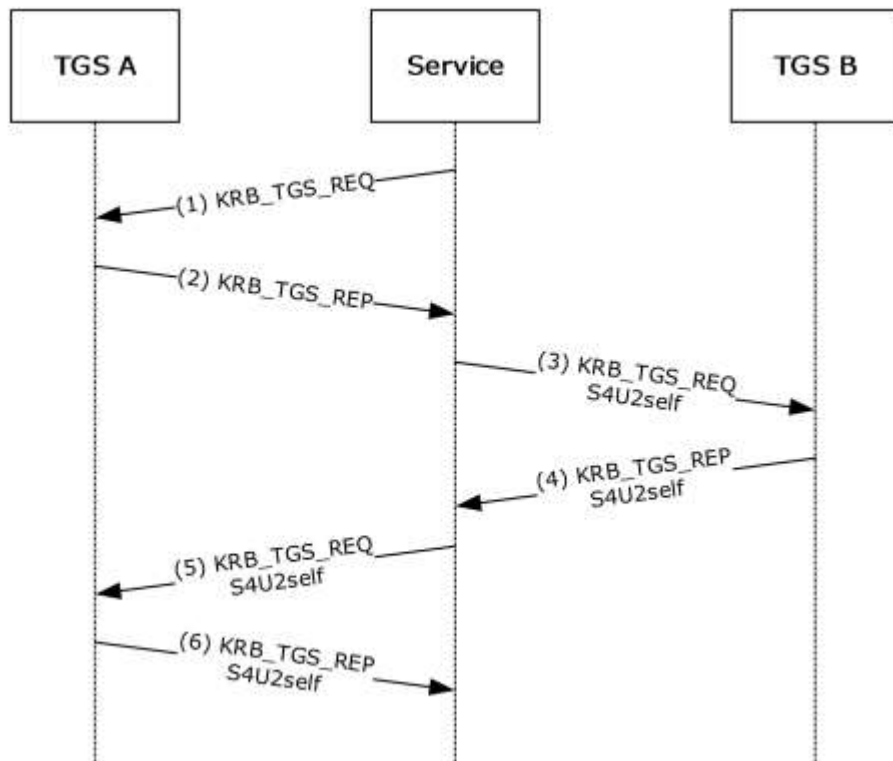 TGS A
Service
TGS B
(1) KRB_TGS_REQ
(2) KRB_TGS_REP
(3) KRB_TGS_REQ
S4U2self
(4) KRB_TGS_REP
S4U2self
(5) KRB_TGS_REQ
S4U2self
(6) KRB_TGS_REP
S4U2self